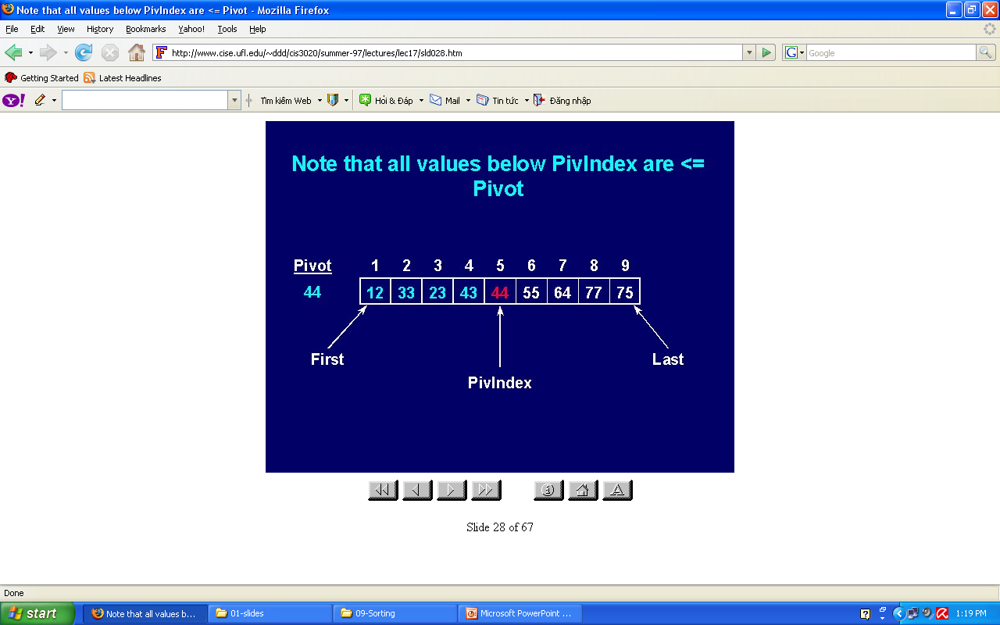 Note that all values below PivIndex are <= Pivot - Mozilla Firefox
File Edit View History Bookmarks Yahoo! Tools Help
http://www.cise.ufl.edu/~ddd/cis3020/summer-97/lectures/lec17/sld028.htm
G Google
Getting Started Latest Headlines
Y! Tìm kiếm Web Hỏi & Đáp Mail Tin tức Đăng nhập
Note that all values below PivIndex are <=
Pivot
Pivot 1 2 3 4 5 6 7 8 9
44 12 33 23 43 44 55 64 77 75
First Last
PivIndex
Slide 28 of 67
Done
start Note that all values b... 01-slides 09-Sorting Microsoft PowerPoint ... 1:19 PM